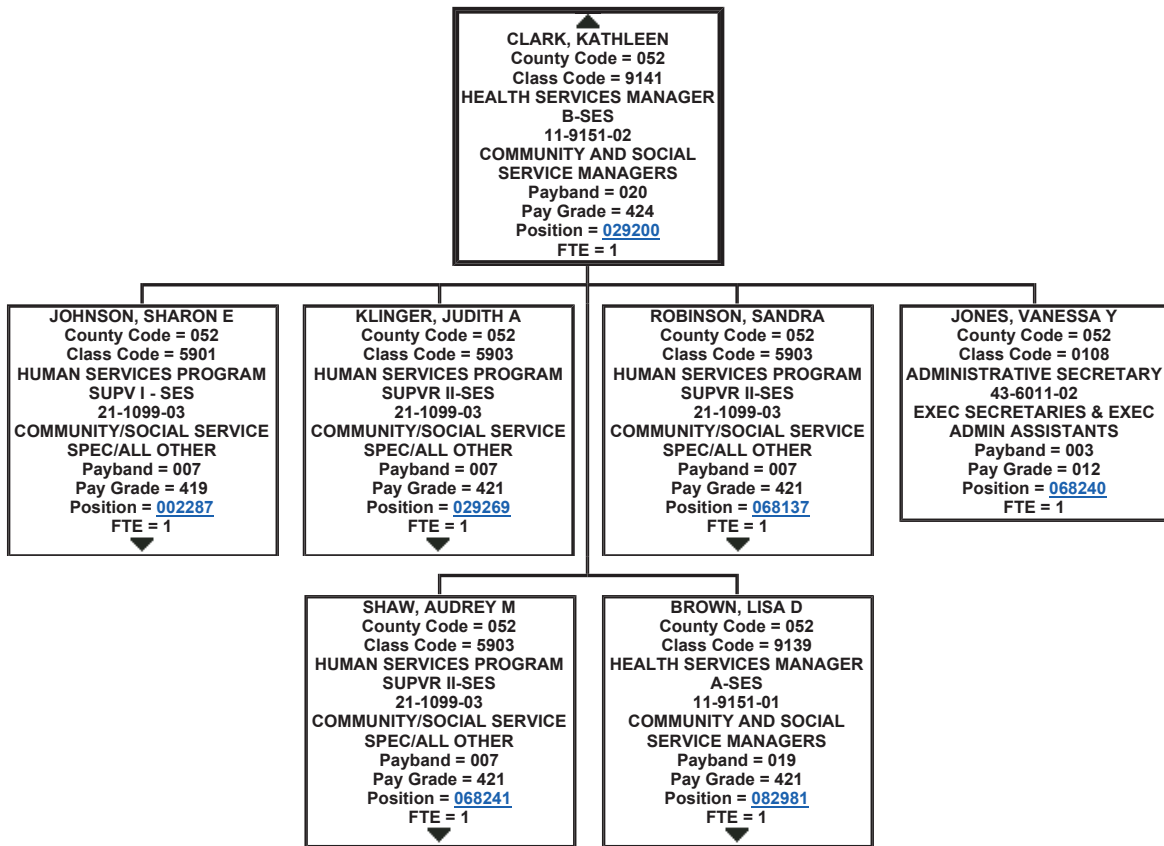 CLARK, KATHLEEN
County Code = 052
Class Code = 9141
HEALTH SERVICES MANAGER
B-SES
11-9151-02
COMMUNITY AND SOCIAL
SERVICE MANAGERS
Payband = 020
Pay Grade = 424
Position = 029200
FTE = 1
JOHNSON, SHARON E
County Code = 052
Class Code = 5901
HUMAN SERVICES PROGRAM
SUPV I - SES
21-1099-03
COMMUNITY/SOCIAL SERVICE
SPEC/ALL OTHER
Payband = 007
Pay Grade = 419
Position = 002287
FTE = 1
KLINGER, JUDITH A
County Code = 052
Class Code = 5903
HUMAN SERVICES PROGRAM
SUPVR II-SES
21-1099-03
COMMUNITY/SOCIAL SERVICE
SPEC/ALL OTHER
Payband = 007
Pay Grade = 421
Position = 029269
FTE = 1
ROBINSON, SANDRA
County Code = 052
Class Code = 5903
HUMAN SERVICES PROGRAM
SUPVR II-SES
21-1099-03
COMMUNITY/SOCIAL SERVICE
SPEC/ALL OTHER
Payband = 007
Pay Grade = 421
Position = 068137
FTE = 1
JONES, VANESSA Y
County Code = 052
Class Code = 0108
ADMINISTRATIVE SECRETARY
43-6011-02
EXEC SECRETARIES & EXEC
ADMIN ASSISTANTS
Payband = 003
Pay Grade = 012
Position = 068240
FTE = 1
SHAW, AUDREY M
County Code = 052
Class Code = 5903
HUMAN SERVICES PROGRAM
SUPVR II-SES
21-1099-03
COMMUNITY/SOCIAL SERVICE
SPEC/ALL OTHER
Payband = 007
Pay Grade = 421
Position = 068241
FTE = 1
BROWN, LISA D
County Code = 052
Class Code = 9139
HEALTH SERVICES MANAGER
A-SES
11-9151-01
COMMUNITY AND SOCIAL
SERVICE MANAGERS
Payband = 019
Pay Grade = 421
Position = 082981
FTE = 1